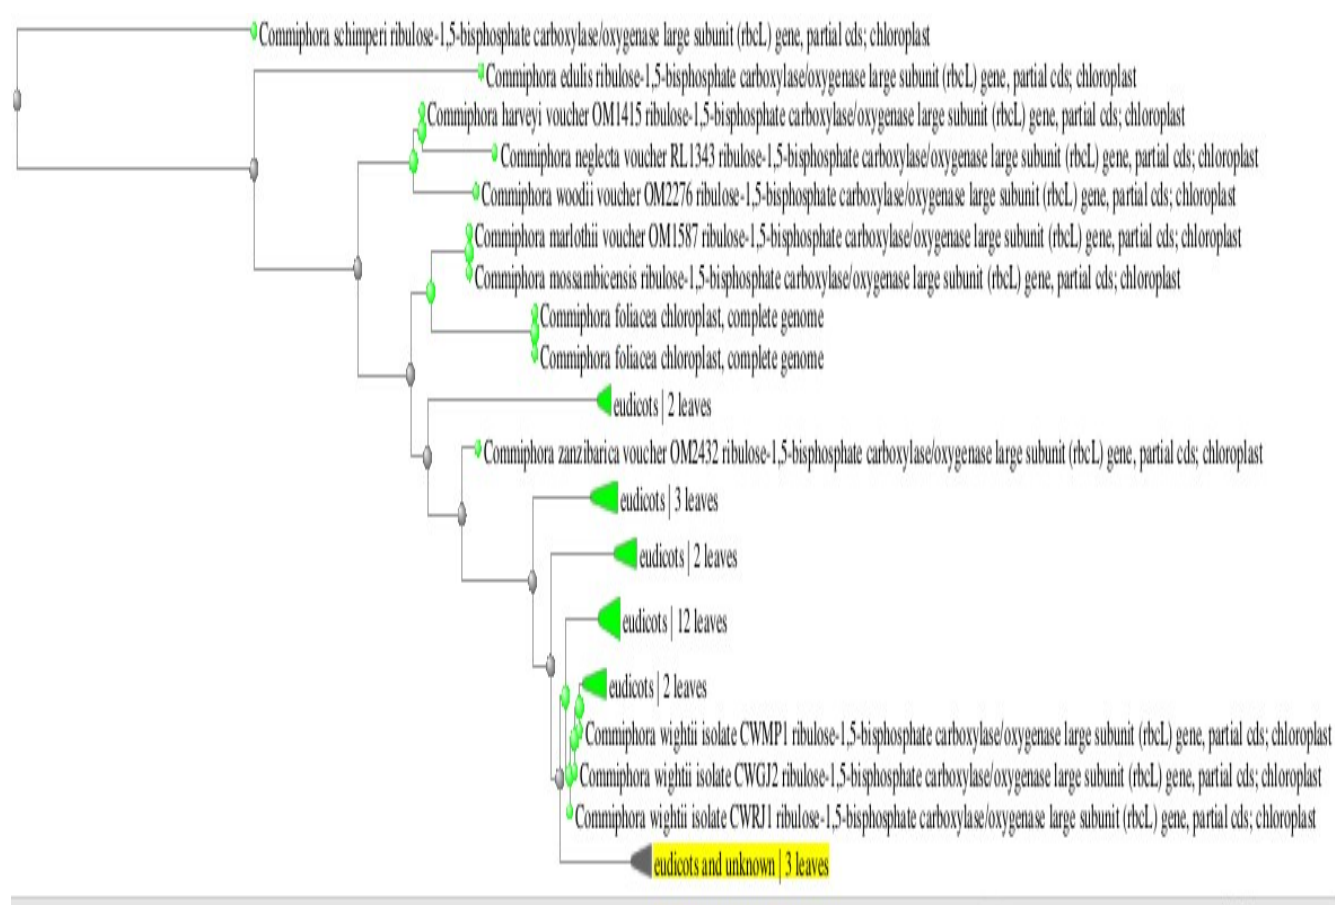 Commiphora schimperi ribulose-1,5-bisphosphate carboxylase/oxygenase large subunit (rbcL) gene, partial cds; chloroplast
Commiphora edulis ribulose-1,5-bisphosphate carboxylase/oxygenase large subunit (rbcL) gene, partial cds; chloroplast
Commiphora harveyi voucher OM1415 ribulose-1,5-bisphosphate carboxylase/oxygenase large subunit (rbcL) gene, partial cds; chloroplast
Commiphora neglecta voucher RL1343 ribulose-1,5-bisphosphate carboxylase/oxygenase large subunit (rbcL) gene, partial cds; chloroplast
Commiphora woodii voucher OM2276 ribulose-1,5-bisphosphate carboxylase/oxygenase large subunit (rbcL) gene, partial cds; chloroplast
Commiphora marlothii voucher OM1587 ribulose-1,5-bisphosphate carboxylase/oxygenase large subunit (rbcL) gene, partial cds; chloroplast
Commiphora mossambicensis ribulose-1,5-bisphosphate carboxylase/oxygenase large subunit (rbcL) gene, partial cds; chloroplast
Commiphora foliacea chloroplast, complete genome
Commiphora foliacea chloroplast, complete genome
eudicots | 2 leaves
Commiphora zanzibarica voucher OM2432 ribulose-1,5-bisphosphate carboxylase/oxygenase large subunit (rbcL) gene, partial cds; chloroplast
eudicots | 3 leaves
eudicots | 2 leaves
eudicots | 12 leaves
eudicots | 2 leaves
Commiphora wightii isolate CWMP1 ribulose-1,5-bisphosphate carboxylase/oxygenase large subunit (rbcL) gene, partial cds; chloroplast
Commiphora wightii isolate CWGJ2 ribulose-1,5-bisphosphate carboxylase/oxygenase large subunit (rbcL) gene, partial cds; chloroplast
Commiphora wightii isolate CWRJ1 ribulose-1,5-bisphosphate carboxylase/oxygenase large subunit (rbcL) gene, partial cds; chloroplast
eudicots and unknown | 3 leaves